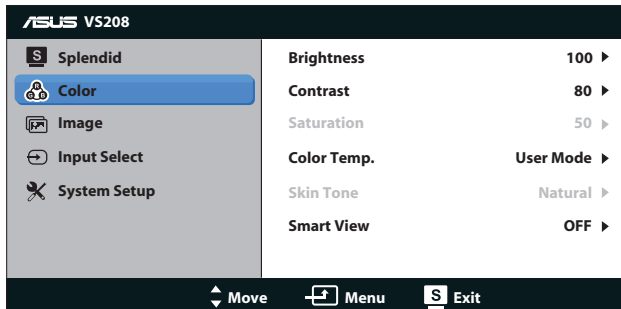 ASUS VS208
S Splendid
Color
Image
Input Select
System Setup
Brightness 100
Contrast 80
Saturation 50
Color Temp. User Mode
Skin Tone Natural
Smart View OFF
Move Menu S Exit